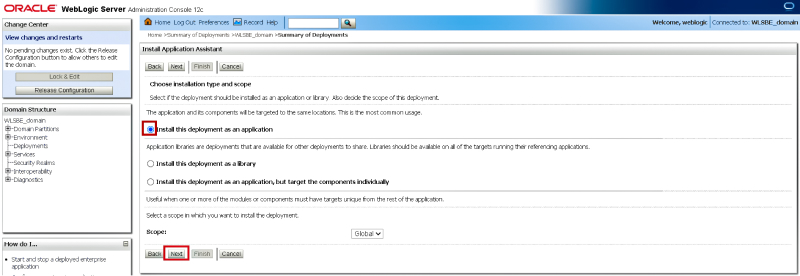 ORACLE WebLogic Server Administration Console 12c
Change Center
View changes and restarts
No pending changes exist. Click the Release
Configuration button to allow others to edit
the domain.
Lock & Edit
Release Configuration
Domain Structure
WLSBE_domain
Domain Partitions
Environment
Deployments
Services
Security Realms
Interoperability
Diagnostics
How do I...
Start and stop a deployed enterprise
application
Home Log Out Preferences Record Help
Welcome, weblogic Connected to: WLSBE_domain
Home >Summary of Deployments >WLSBE_domain >Summary of Deployments
Install Application Assistant
Back Next Finish Cancel
Choose installation type and scope
Select if the deployment should be installed as an application or library. Also decide the scope of this deployment.
The application and its components will be targeted to the same locations. This is the most common usage.
Install this deployment as an application
Application libraries are deployments that are available for other deployments to share. Libraries should be available on all of the targets running their referencing applications.
Install this deployment as a library
Install this deployment as an application, but target the components individually
Useful when one or more of the modules or components must have targets unique from the rest of the application.
Select a scope in which you want to install the deployment.
Scope: Global
Back Next Finish Cancel